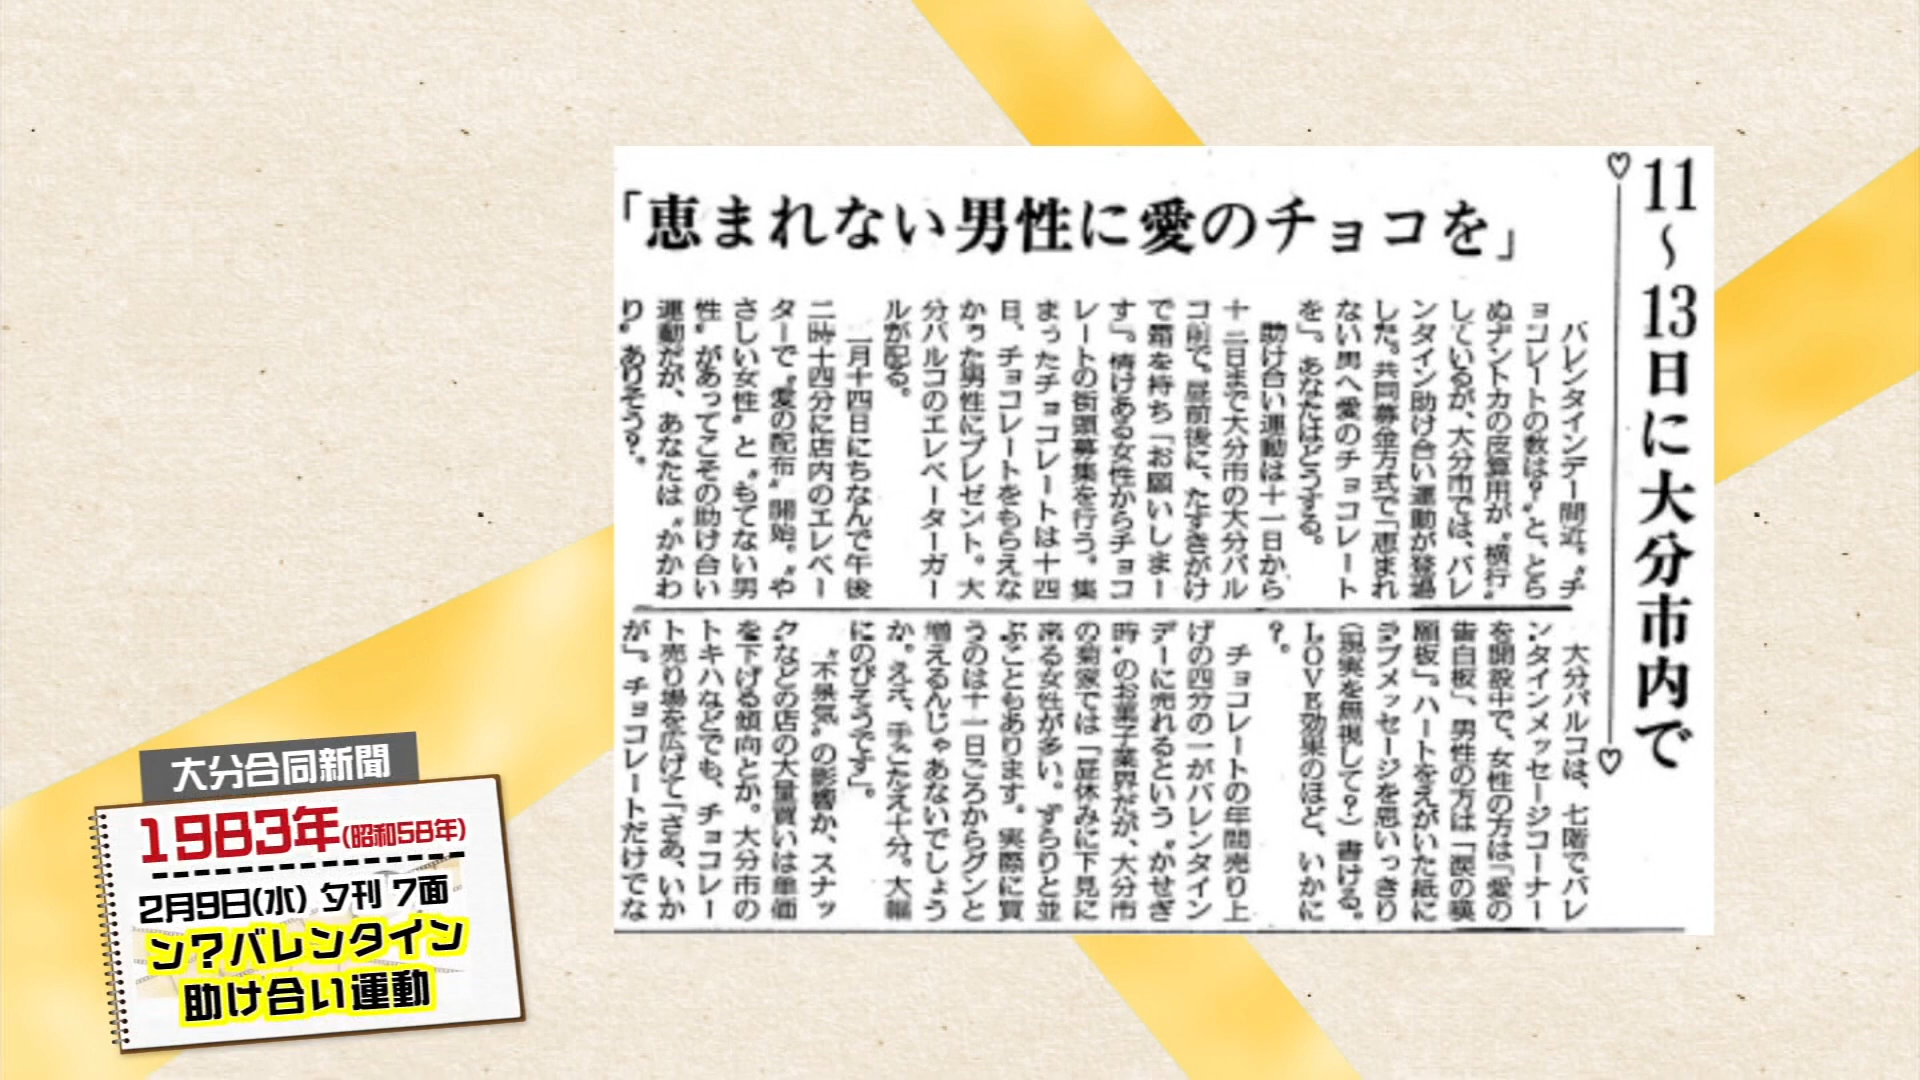 11〜13日に大分市内で
「恵まれない男性に愛のチョコを」
バレンタインデー間近。〝チ
ョコレートの数は？〟と、とら
ぬナントカの皮算用が〝横行〟
しているが、大分市では、バレ
ンタイン助け合い運動が登場
した。共同募金方式で「恵まれ
ない男へ愛のチョコレート
を」。あなたはどうする。
助け合い運動は十一日から
十三日まで大分市の大分パル
コ前で。昼前後に、たすきがけ
で箱を持ち「お願いしまー
す」。情けある女性からチョコ
レートの街頭募集を行う。集
まったチョコレートは十四
日、チョコレートをもらえな
かった男性にプレゼント。大
分パルコのエレベーターガー
ルが配る。
二月十四日にちなんで午後
二時十四分に店内のエレベー
ターで〝愛の配布〟開始。〝や
さしい女性〟と〝もてない男
性〟があってこその助け合い
運動だが、あなたは〝かかわ
り〟ありそう？。
大分パルコは、七階でバレ
ンタインメッセージコーナー
を開設中で、女性の方は「愛の
告白板」、男性の方は「涙の
願板」。ハートをえがいた紙に
ラブメッセージを思いっきり
（現実を無視して？）書ける。
LOVE効果のほど、いかに
？。
チョコレートの年間売り上
げの四分の一がバレンタイン
デーに売れるという〝かせぎ
時〟のお菓子業界だが、大分市
の菊家では「昼休みに下見に
来る女性が多い。ずらりと並
ぶこともあります。実際に買
うのは十一日ごろからグンと
増えるんじゃあないでしょう
か。ええ、手ごたえ十分。大幅
にのびそうです」。
〝不景気〟の影響か、スナッ
クなどの店の大量買いは単価
を下げる傾向とか。大分市の
トキハなどでも、チョコレー
ト売り場を広げて「さあ、いか
が」。チョコレートだけでな
大分合同新聞
1983年(昭和58年)
2月9日(水) 夕刊 7面
ン？バレンタイン
助け合い運動